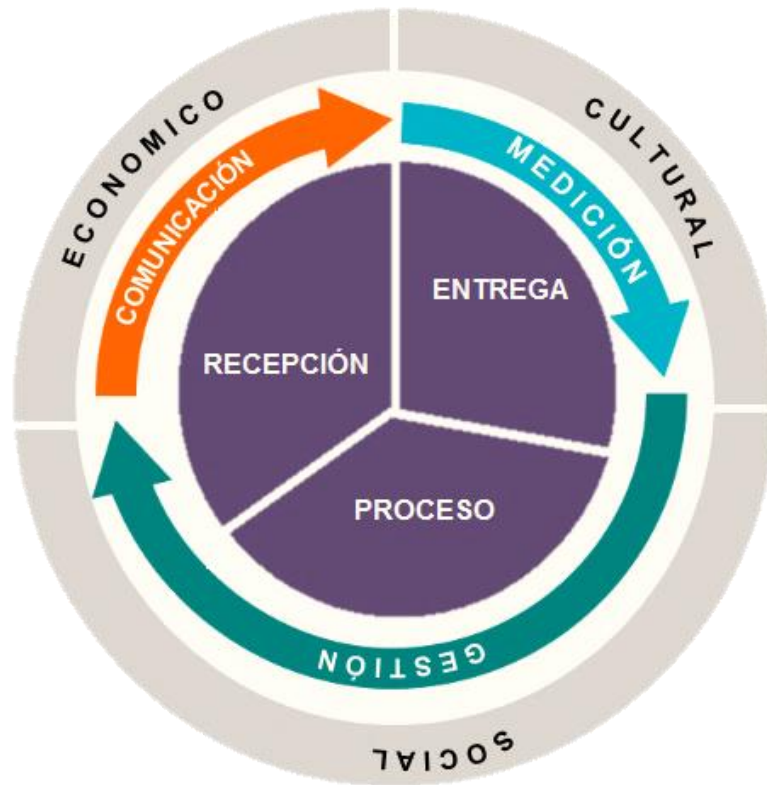 ECONOMICO
CULTURAL
COMUNICACIÓN
MEDICIÓN
ENTREGA
RECEPCIÓN
PROCESO
GESTIÓN
SOCIAL